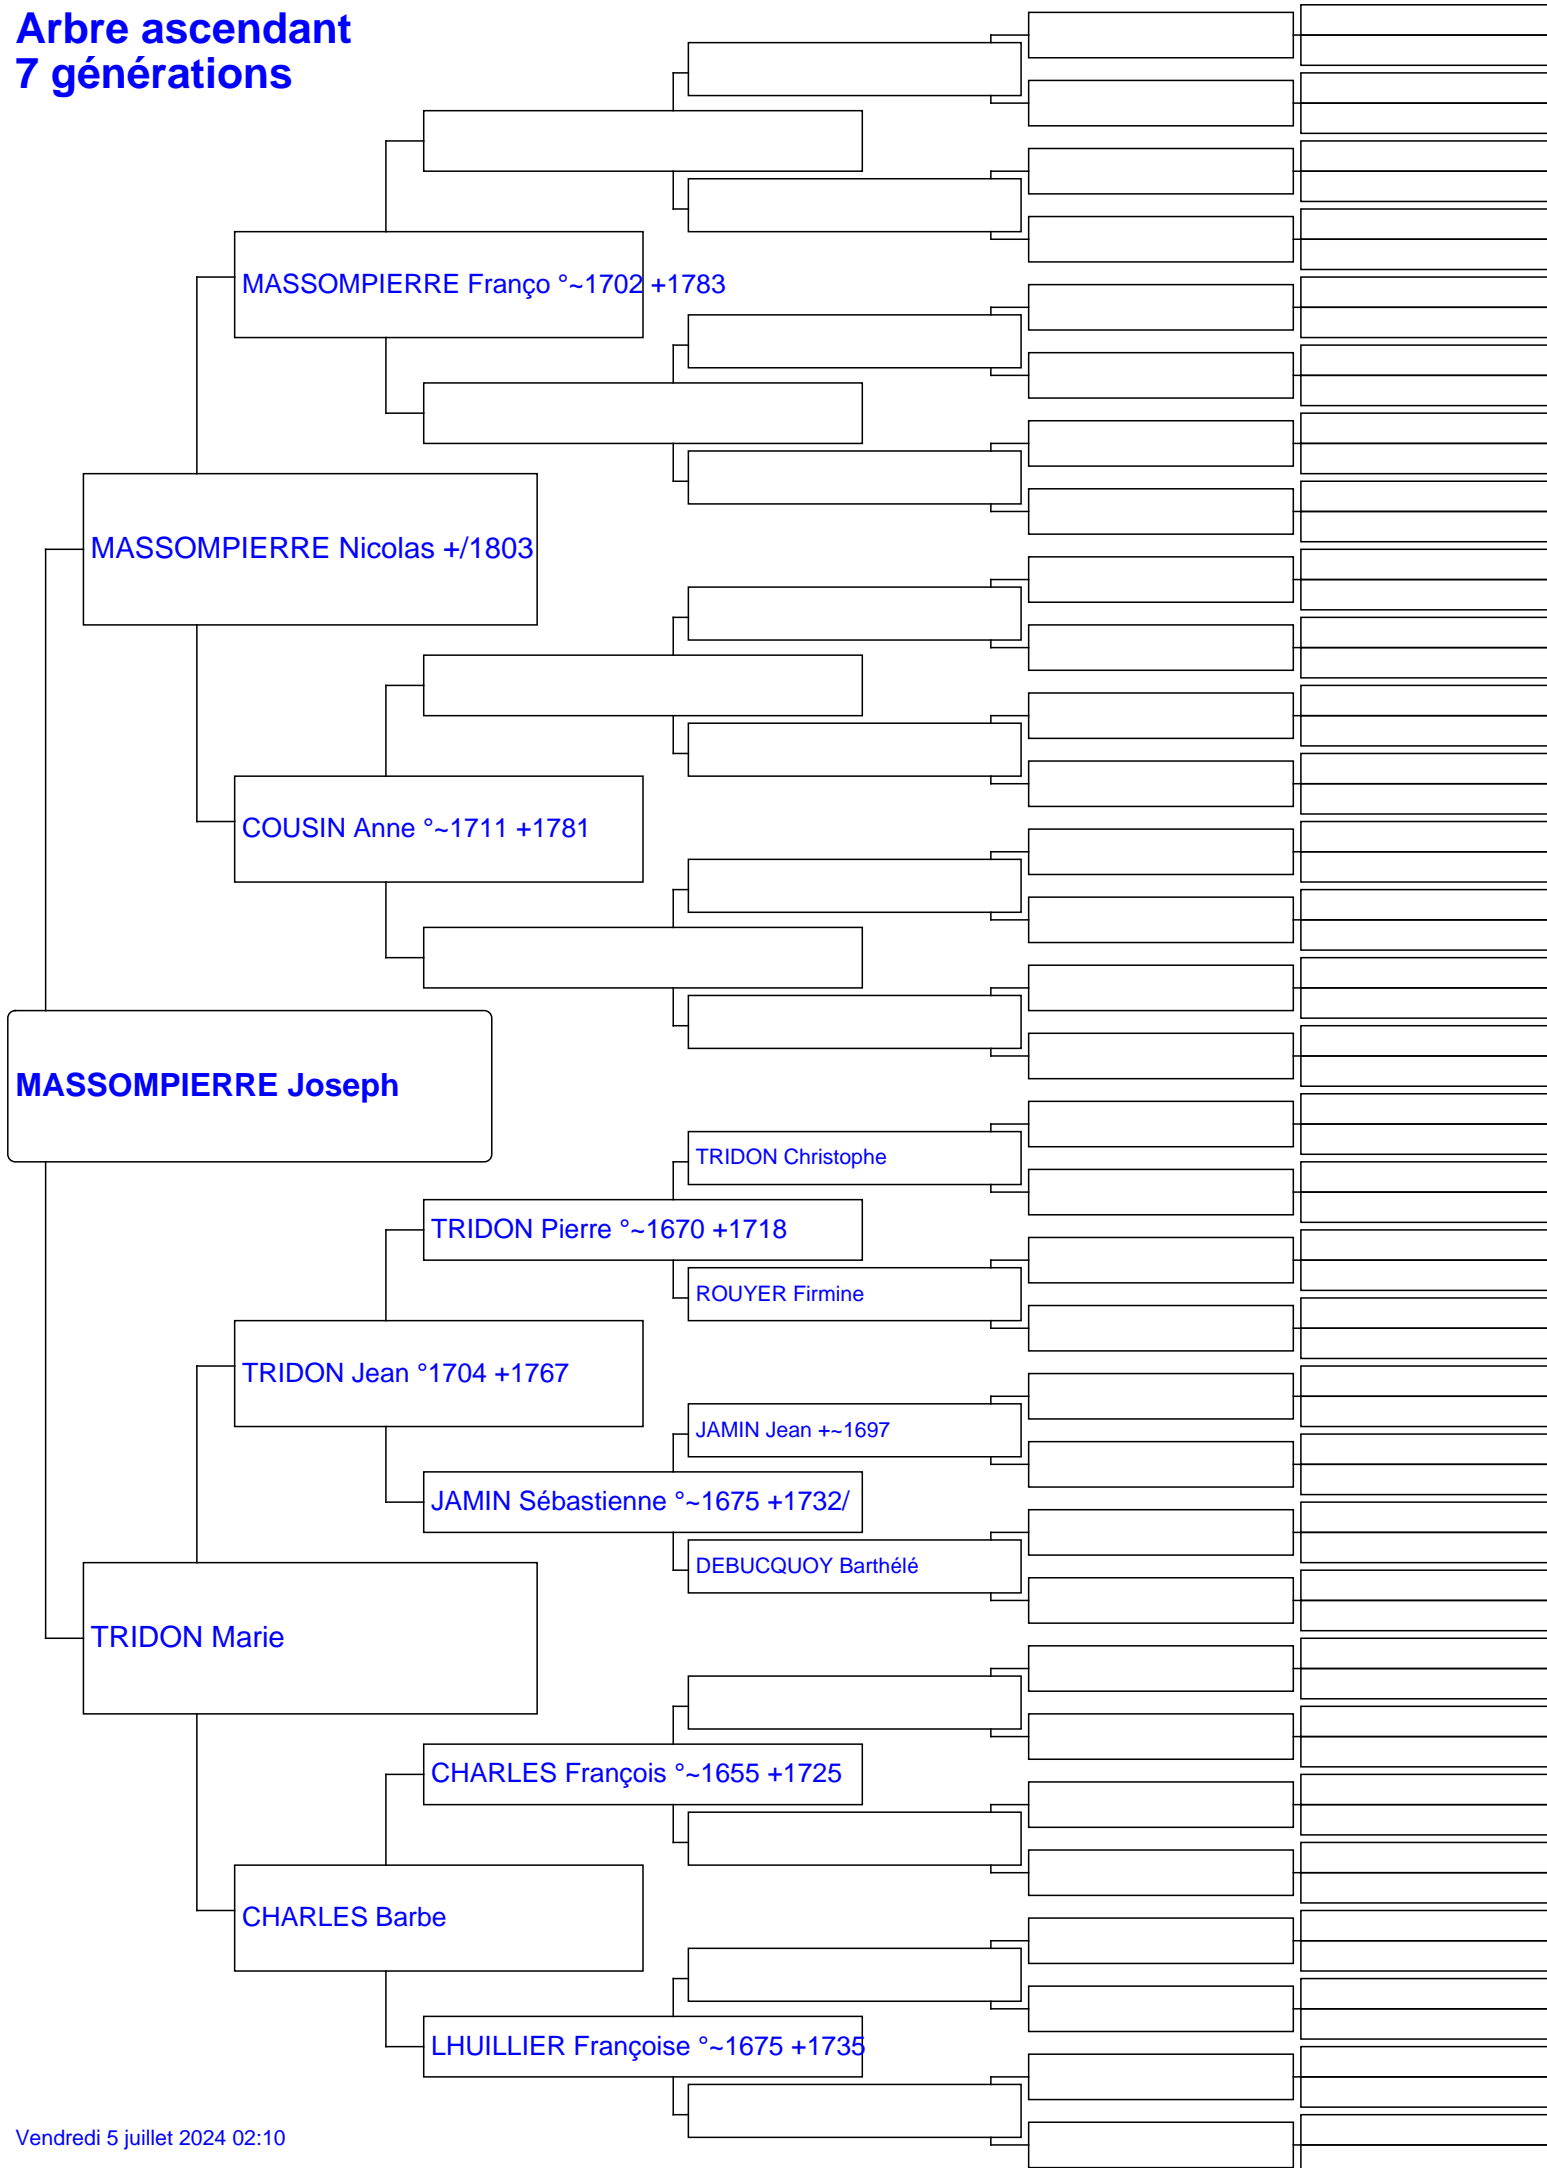 Arbre ascendant
7 générations
MASSOMPIERRE Franço °~1702 +1783
MASSOMPIERRE Nicolas +/1803
COUSIN Anne °~1711 +1781
MASSOMPIERRE Joseph
TRIDON Christophe
TRIDON Pierre °~1670 +1718
ROUYER Firmine
TRIDON Jean °1704 +1767
JAMIN Jean +~1697
JAMIN Sébastienne °~1675 +1732/
DEBUCQUOY Barthélé
TRIDON Marie
CHARLES François °~1655 +1725
CHARLES Barbe
LHUILLIER Françoise °~1675 +1735
Vendredi 5 juillet 2024 02:10